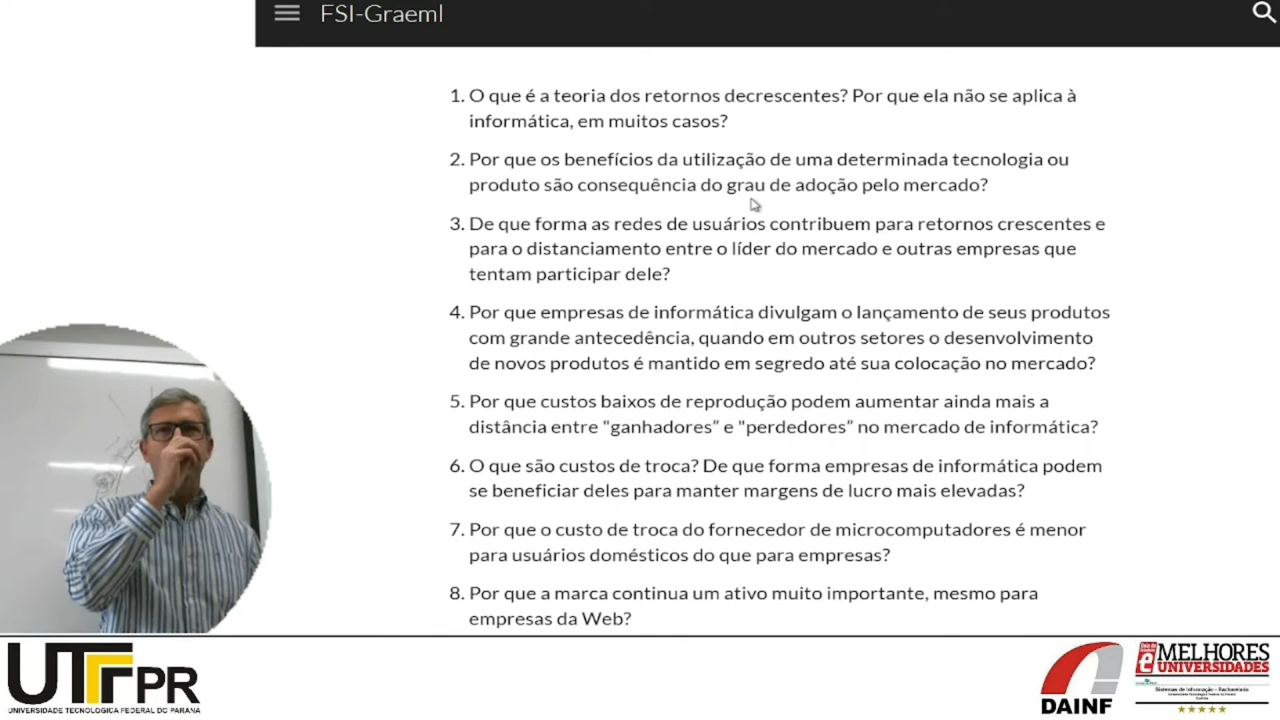 FSI-Graeml
1. O que é a teoria dos retornos decrescentes? Por que ela não se aplica à
informática, em muitos casos?
2. Por que os benefícios da utilização de uma determinada tecnologia ou
produto são consequência do grau de adoção pelo mercado?
3. De que forma as redes de usuários contribuem para retornos crescentes e
para o distanciamento entre o líder do mercado e outras empresas que
tentam participar dele?
4. Por que empresas de informática divulgam o lançamento de seus produtos
com grande antecedência, quando em outros setores o desenvolvimento
de novos produtos é mantido em segredo até sua colocação no mercado?
5. Por que custos baixos de reprodução podem aumentar ainda mais a
distância entre "ganhadores” e "perdedores” no mercado de informática?
6. O que são custos de troca? De que forma empresas de informática podem
se beneficiar deles para manter margens de lucro mais elevadas?
7. Por que o custo de troca do fornecedor de microcomputadores é menor
para usuários domésticos do que para empresas?
8. Por que a marca continua um ativo muito importante, mesmo para
empresas da Web?
UTFPR
UNIVERSIDADE TECNOLÓGICA FEDERAL DO PARANÁ
DAINF
MELHORES
UNIVERSIDADES
Sistemas de Informação - Bacharelado